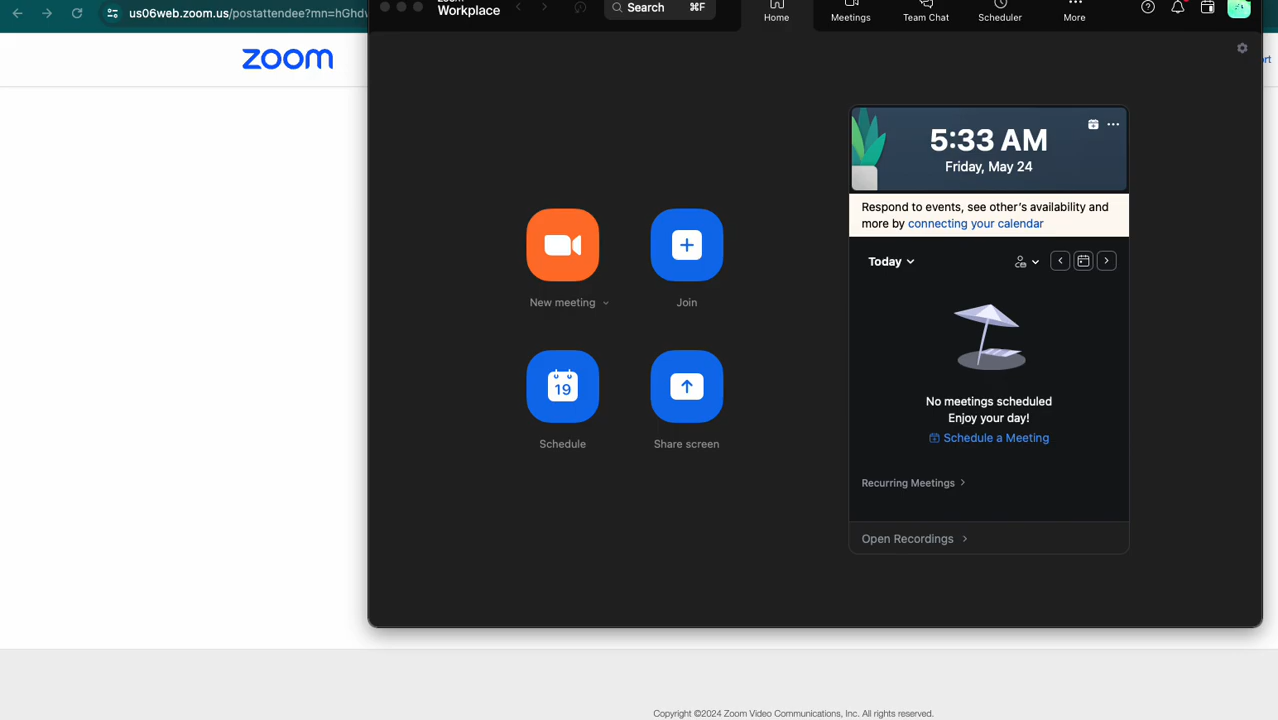 us06web.zoom.us/postattendee?mn=hGhd
Workplace
Search ⌘F
Home
Meetings
Team Chat
Scheduler
More
zoom
5:33 AM
Friday, May 24
Respond to events, see other's availability and
more by connecting your calendar
Today
New meeting
Join
19
Schedule
Share screen
No meetings scheduled
Enjoy your day!
Schedule a Meeting
Recurring Meetings
Open Recordings
Copyright ©2024 Zoom Video Communications, Inc. All rights reserved.